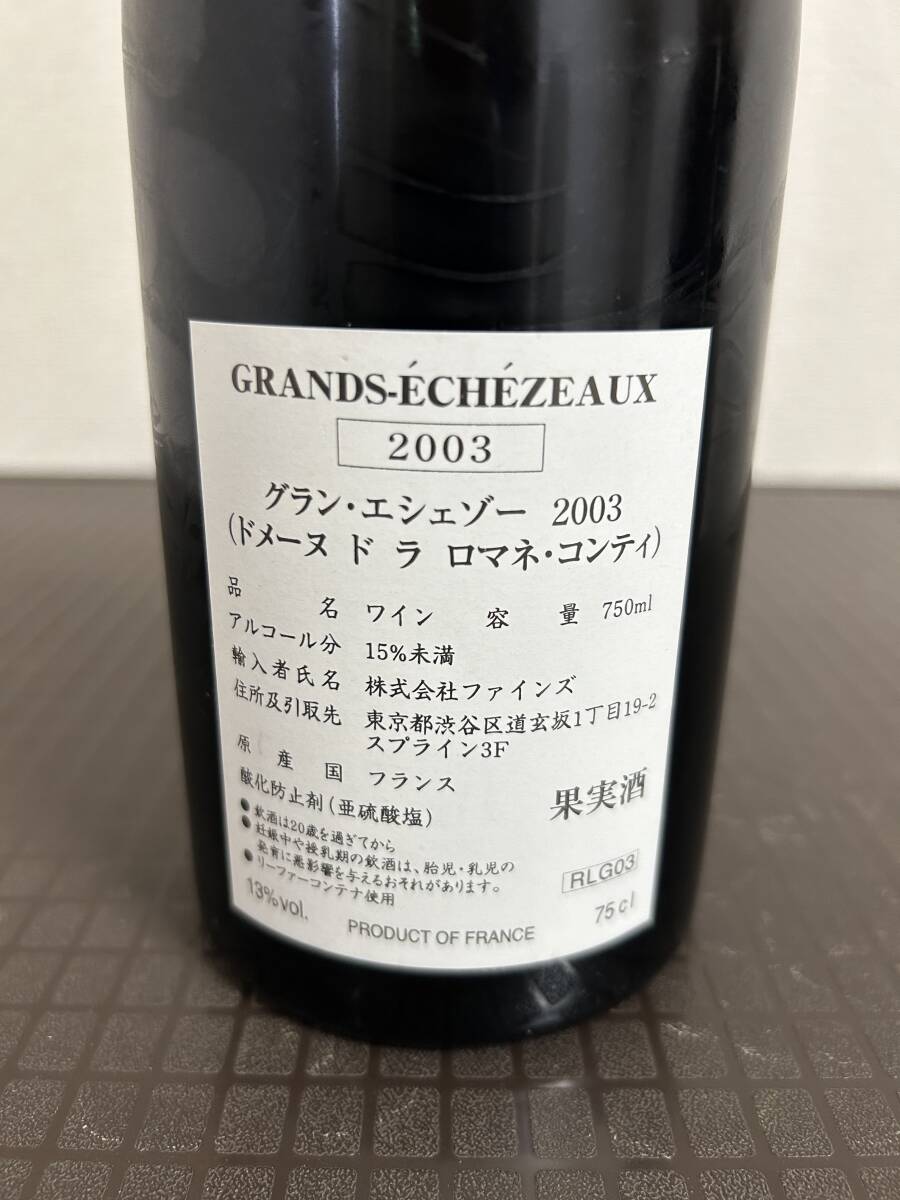 GRANDS-ÉCHÉZEAUX
2003
グラン・エシェゾー 2003
(ドメーヌ ド ラ ロマネ・コンティ)
品名 ワイン 容量 750ml
アルコール分 15%未満
輸入者氏名 株式会社ファインズ
住所及引取先 東京都渋谷区道玄坂1丁目19-2
スプライン3F
原産国 フランス
酸化防止剤(亜硫酸塩)
果実酒
●飲酒は20歳を過ぎてから
●妊娠中や授乳期の飲酒は、胎児・乳児の
発育に悪影響を与えるおそれがあります。
●リーファーコンテナ使用
RLG03
13%vol.
PRODUCT OF FRANCE
75cl